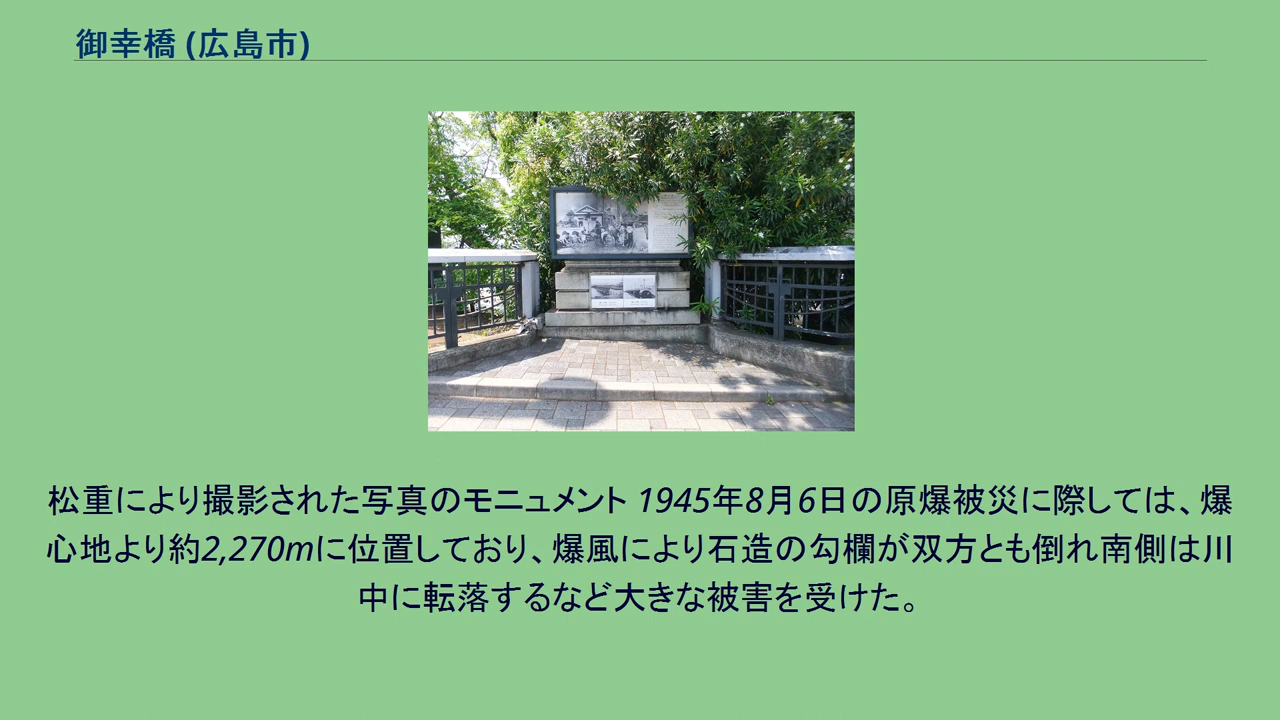 御幸橋 (広島市)
松重により撮影された写真のモニュメント 1945年8月6日の原爆被災に際しては、爆
心地より約2,270mに位置しており、爆風により石造の勾欄が双方とも倒れ南側は川
中に転落するなど大きな被害を受けた。